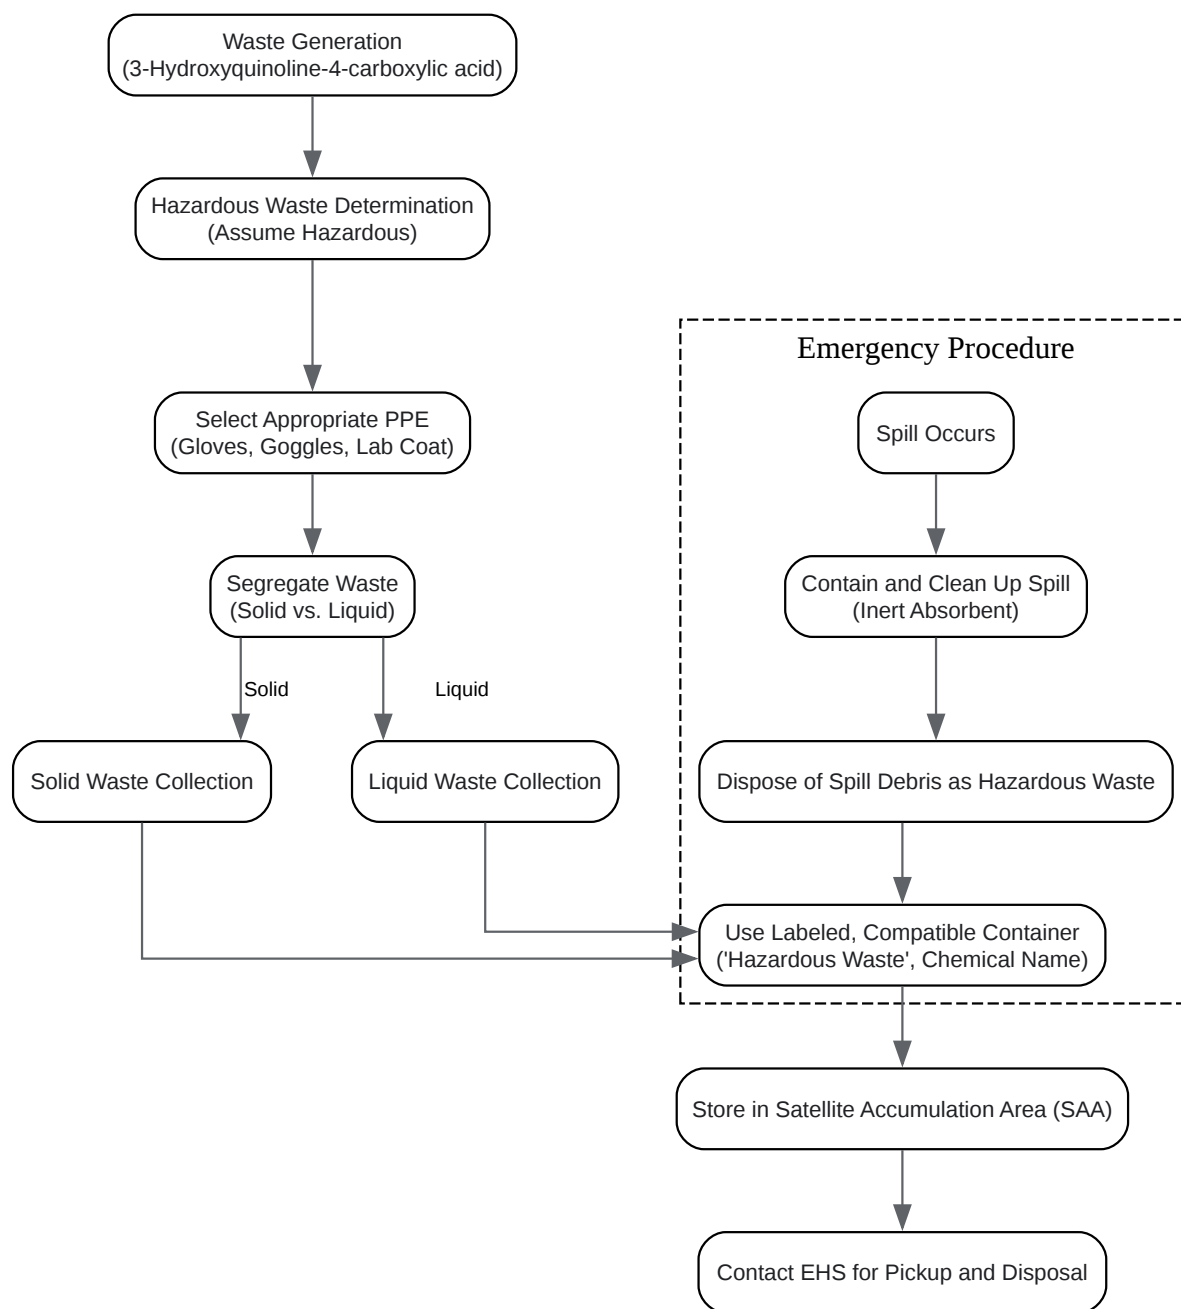 Waste Generation
(3-Hydroxyquinoline-4-carboxylic acid)
Hazardous Waste Determination
(Assume Hazardous)
Select Appropriate PPE
(Gloves, Goggles, Lab Coat)
Segregate Waste
(Solid vs. Liquid)
Solid
Liquid
Solid Waste Collection
Liquid Waste Collection
Emergency Procedure
Spill Occurs
Contain and Clean Up Spill
(Inert Absorbent)
Dispose of Spill Debris as Hazardous Waste
Use Labeled, Compatible Container
('Hazardous Waste', Chemical Name)
Store in Satellite Accumulation Area (SAA)
Contact EHS for Pickup and Disposal